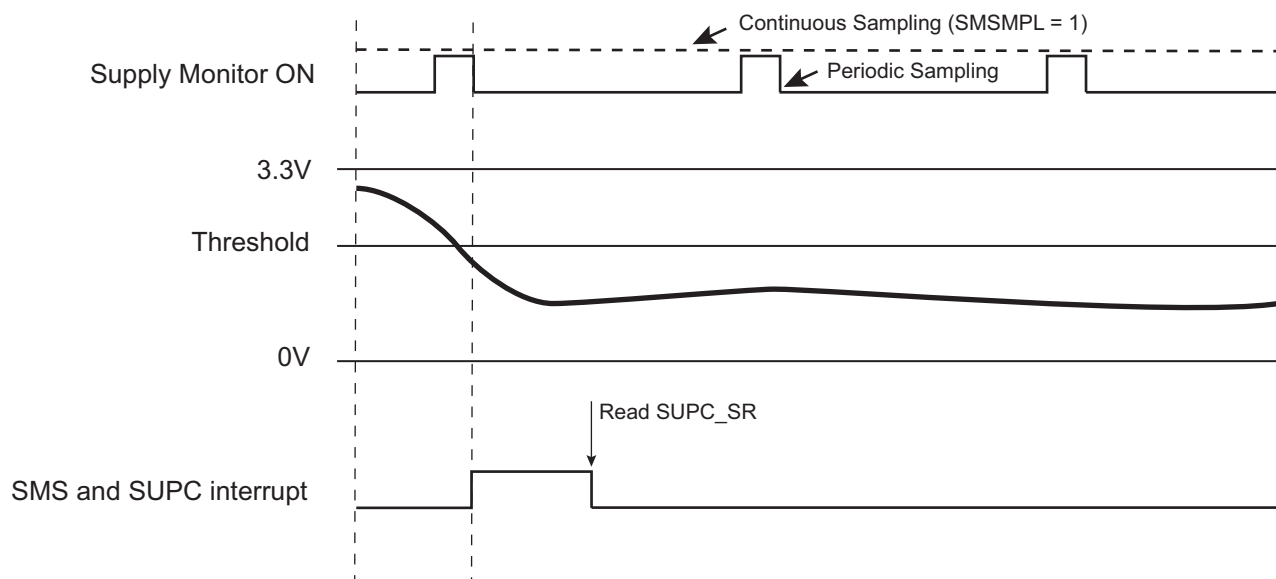 Continuous Sampling (SMSMPL = 1)
Supply Monitor ON
Periodic Sampling
3.3V
Threshold
0V
Read SUPC_SR
SMS and SUPC interrupt